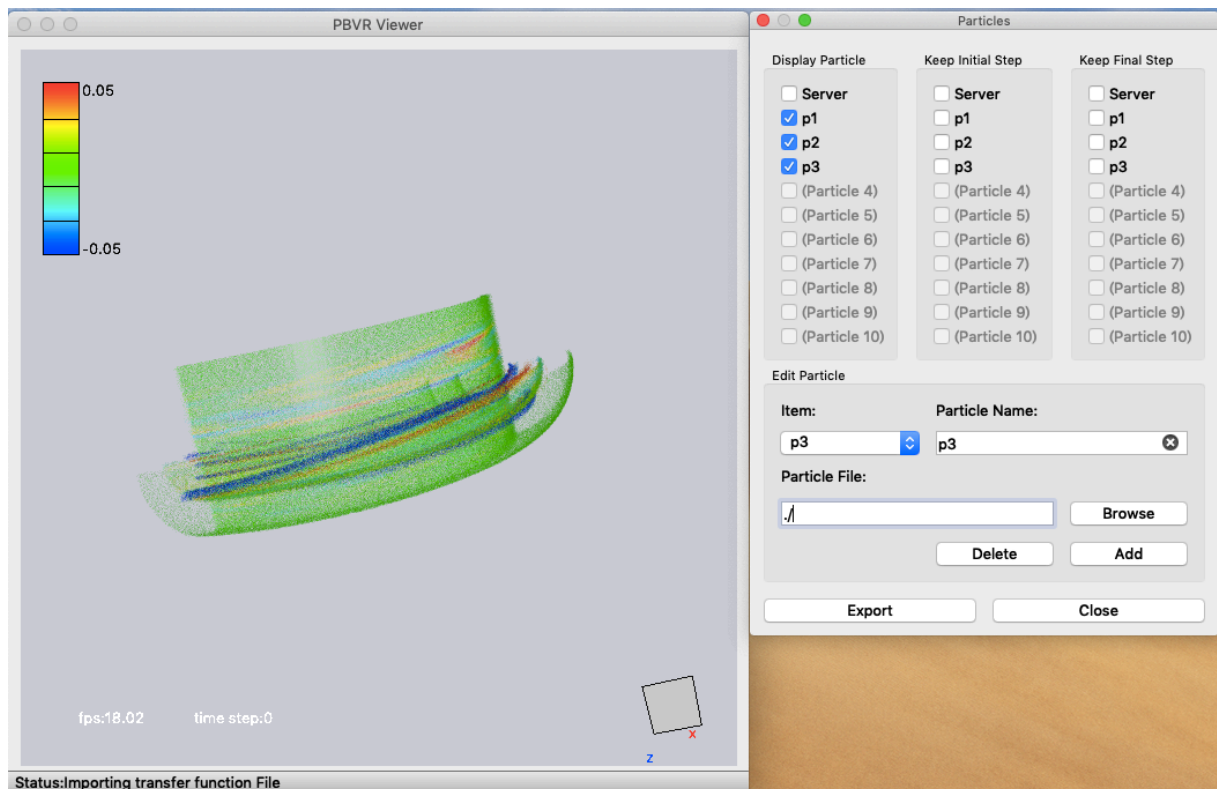 PBVR Viewer
0.05
-0.05
fps:18.02 time step:0
x
z
Status:Importing transfer function File
Particles
Display Particle Keep Initial Step Keep Final Step
Server Server Server
p1 p1 p1
p2 p2 p2
p3 p3 p3
(Particle 4) (Particle 4) (Particle 4)
(Particle 5) (Particle 5) (Particle 5)
(Particle 6) (Particle 6) (Particle 6)
(Particle 7) (Particle 7) (Particle 7)
(Particle 8) (Particle 8) (Particle 8)
(Particle 9) (Particle 9) (Particle 9)
(Particle 10) (Particle 10) (Particle 10)
Edit Particle
Item: Particle Name:
p3 p3
Particle File:
./ Browse
Delete Add
Export Close